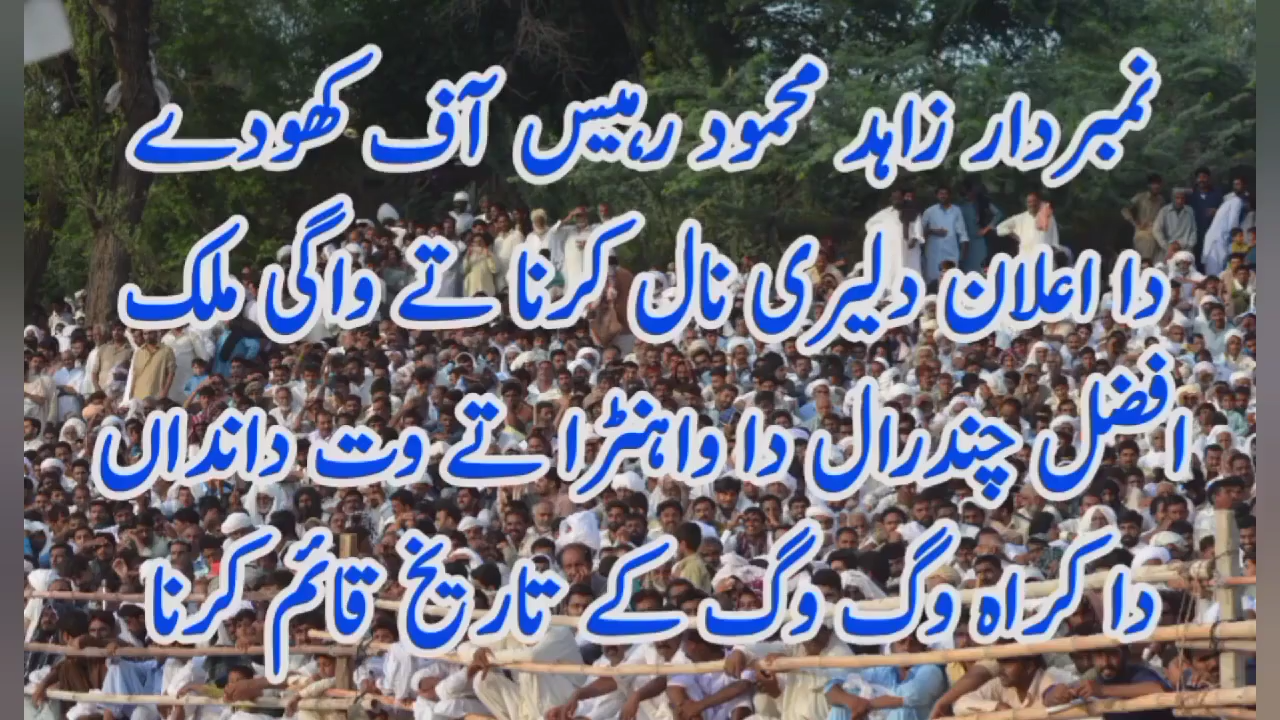 نمبردار زاہد محمود رہیس آف کھودے
دا اعلان دلیری نال کرنا تے واگی ملک
افضل چندرال دا واہنڑا تے وت دانداں
دا کراہ وگ وگ کے تاریخ قائم کرنا